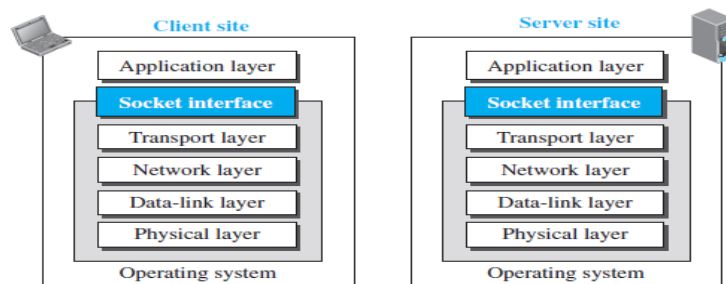 Client site
Application layer
Socket interface
Transport layer
Network layer
Data-link layer
Physical layer
Operating system
Server site
Application layer
Socket interface
Transport layer
Network layer
Data-link layer
Physical layer
Operating system